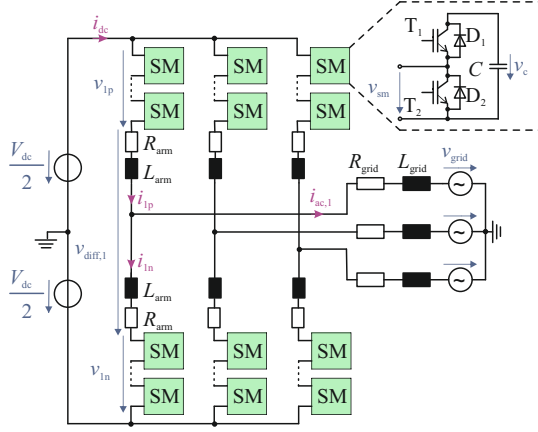 i_dc
T_1
D_1
SM SM SM
C
v_c
v_sm
v_1p
T_2
D_2
SM SM SM
R_arm
V_dc
2
L_arm
R_grid
L_grid
v_grid
i_1p
i_ac,1
~
v_diff,1
~
i_1n
V_dc
2
L_arm
~
R_arm
SM SM SM
v_1n
SM SM SM